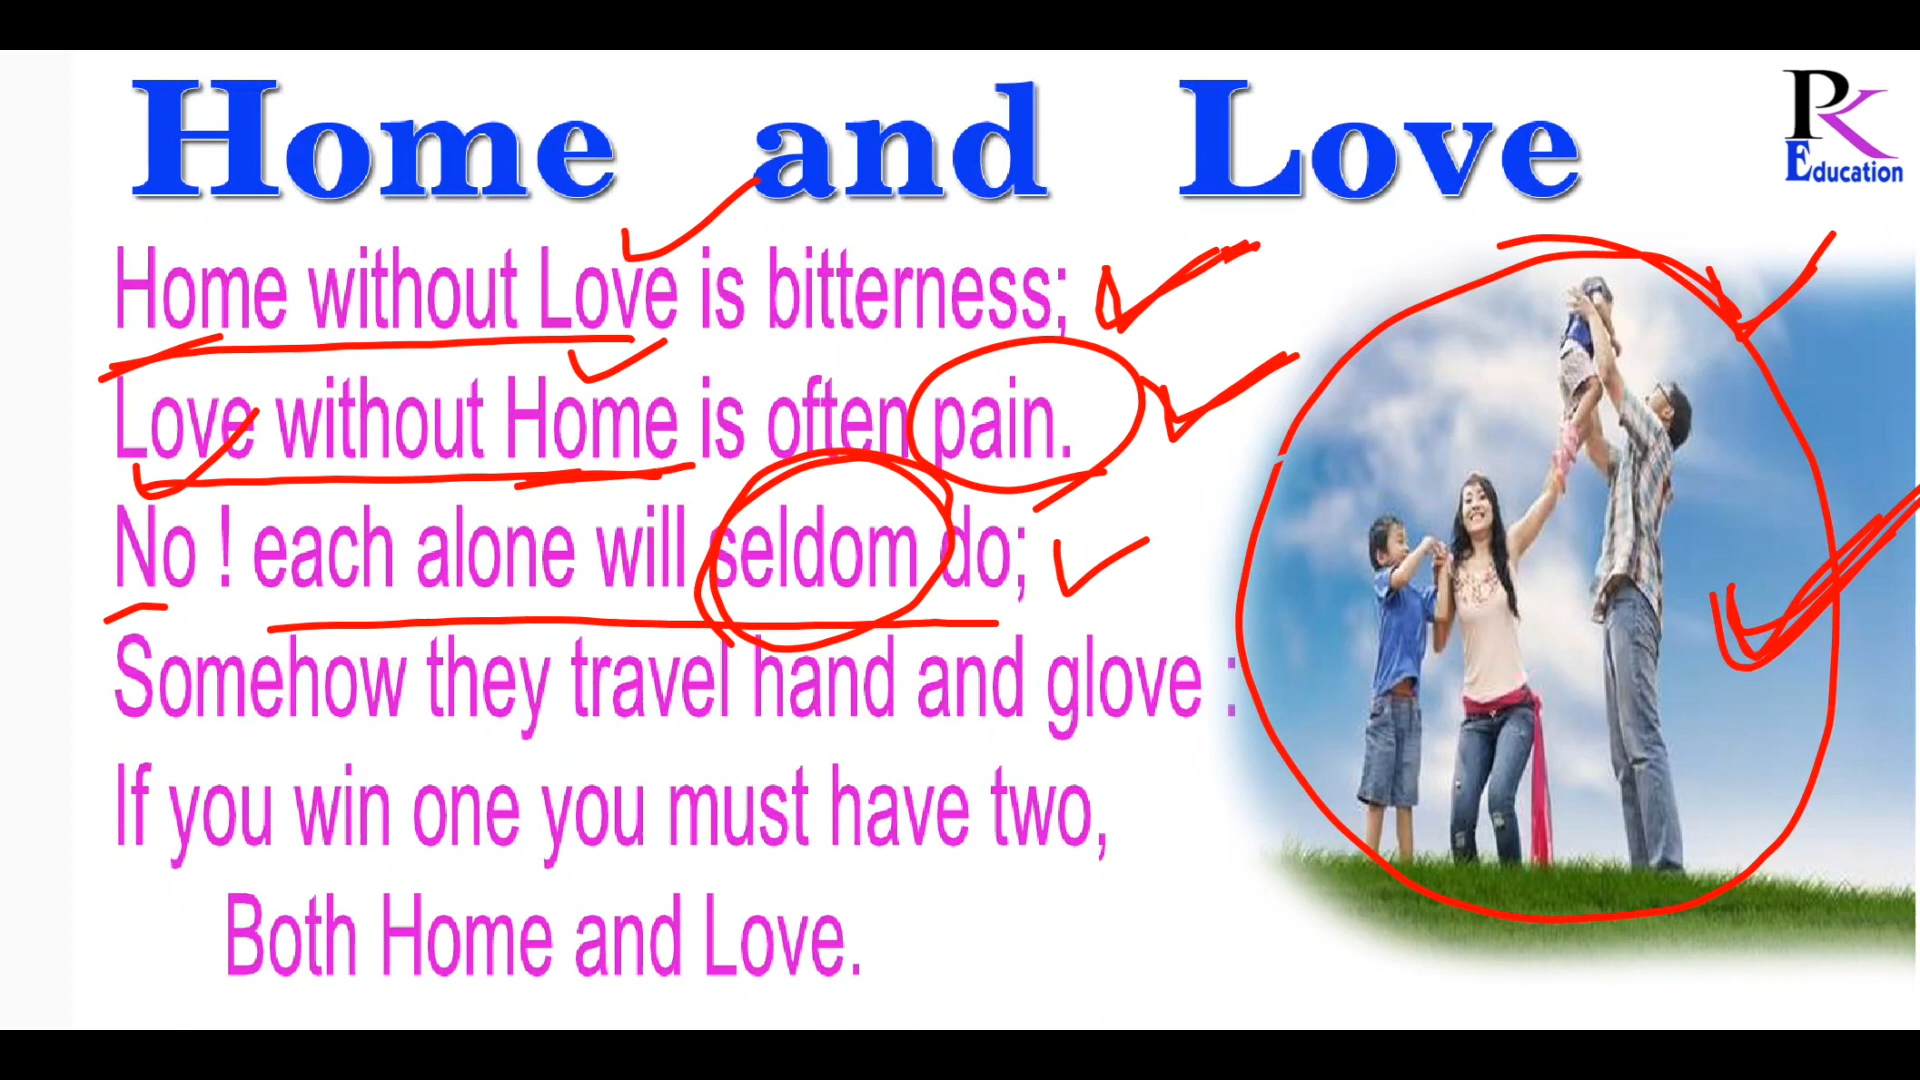 Home and Love
PK
Education
Home without Love is bitterness;
Love without Home is often pain.
No ! each alone will seldom do;
Somehow they travel hand and glove :
If you win one you must have two,
Both Home and Love.